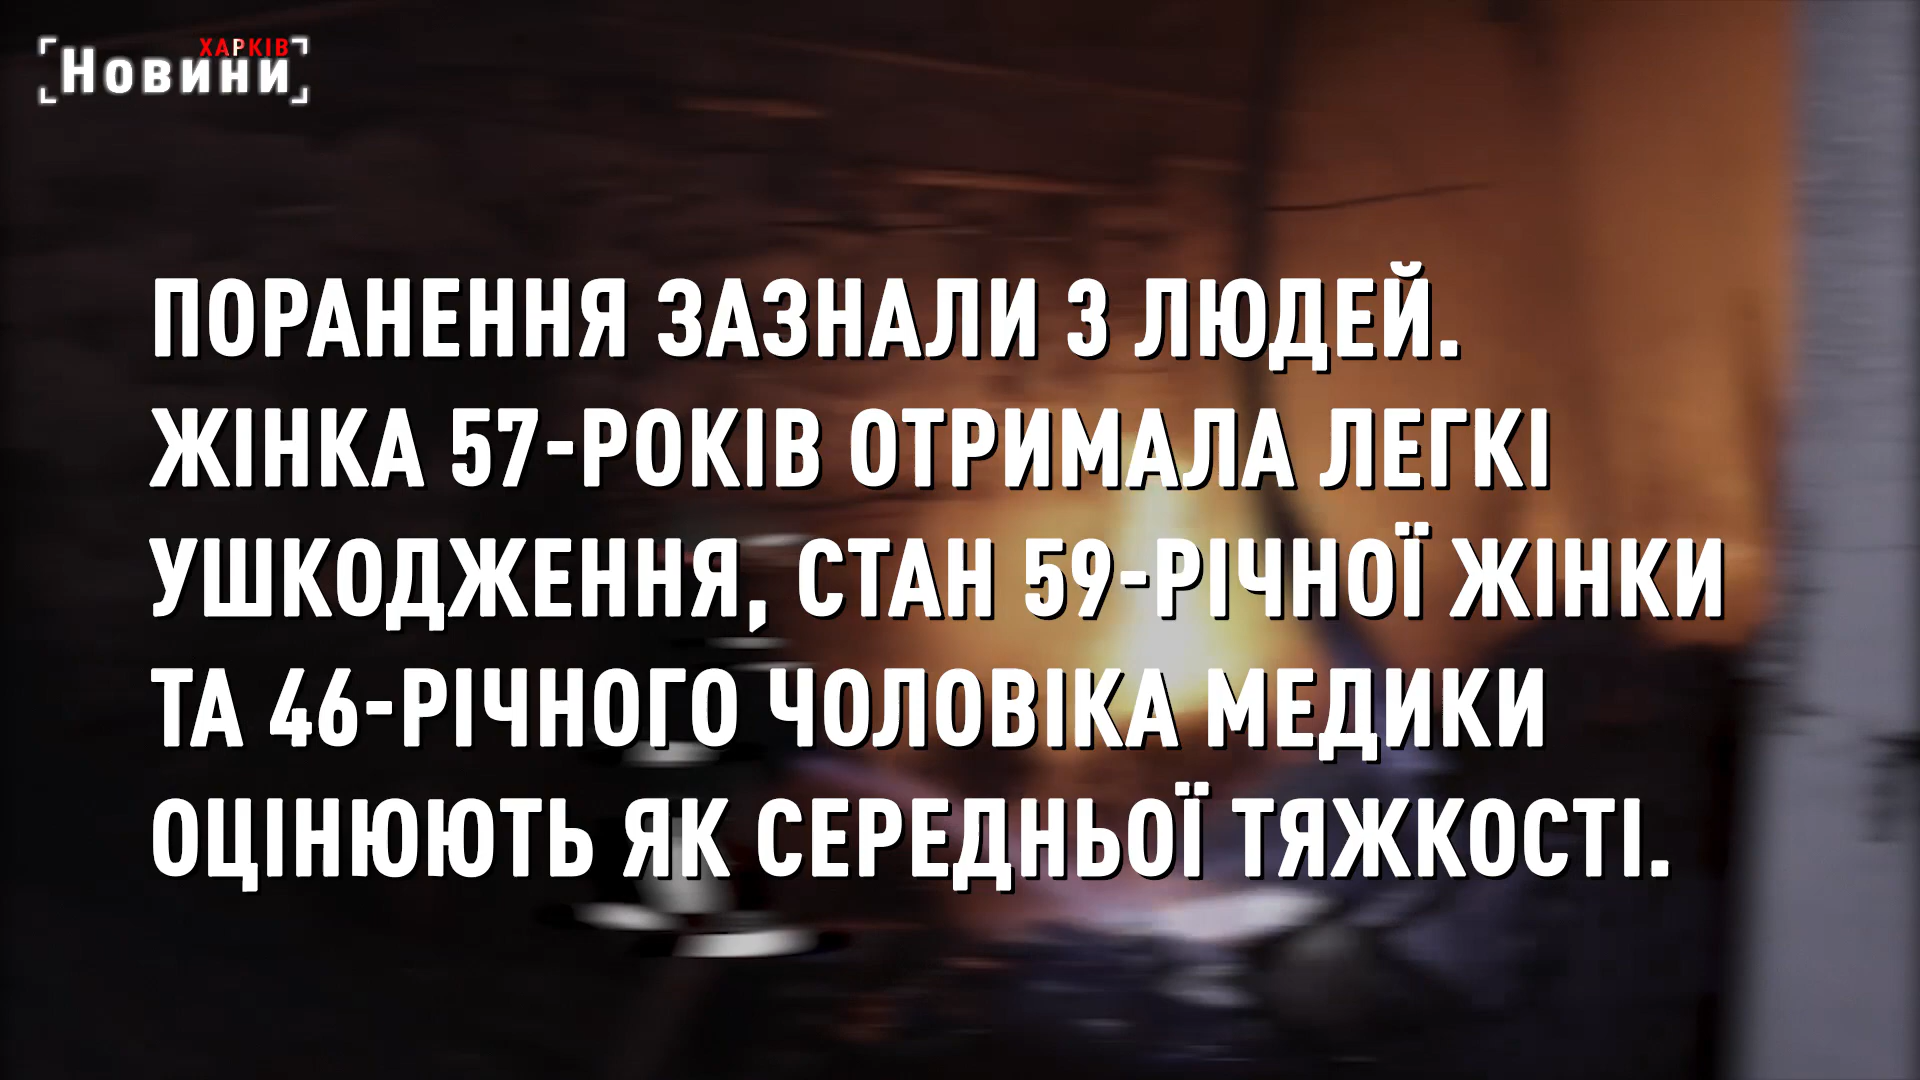 ХАРКІВ
Новини
ПОРАНЕННЯ ЗАЗНАЛИ 3 ЛЮДЕЙ.
ЖІНКА 57-РОКІВ ОТРИМАЛА ЛЕГКІ
УШКОДЖЕННЯ, СТАН 59-РІЧНОЇ ЖІНКИ
ТА 46-РІЧНОГО ЧОЛОВІКА МЕДИКИ
ОЦІНЮЮТЬ ЯК СЕРЕДНЬОЇ ТЯЖКОСТІ.